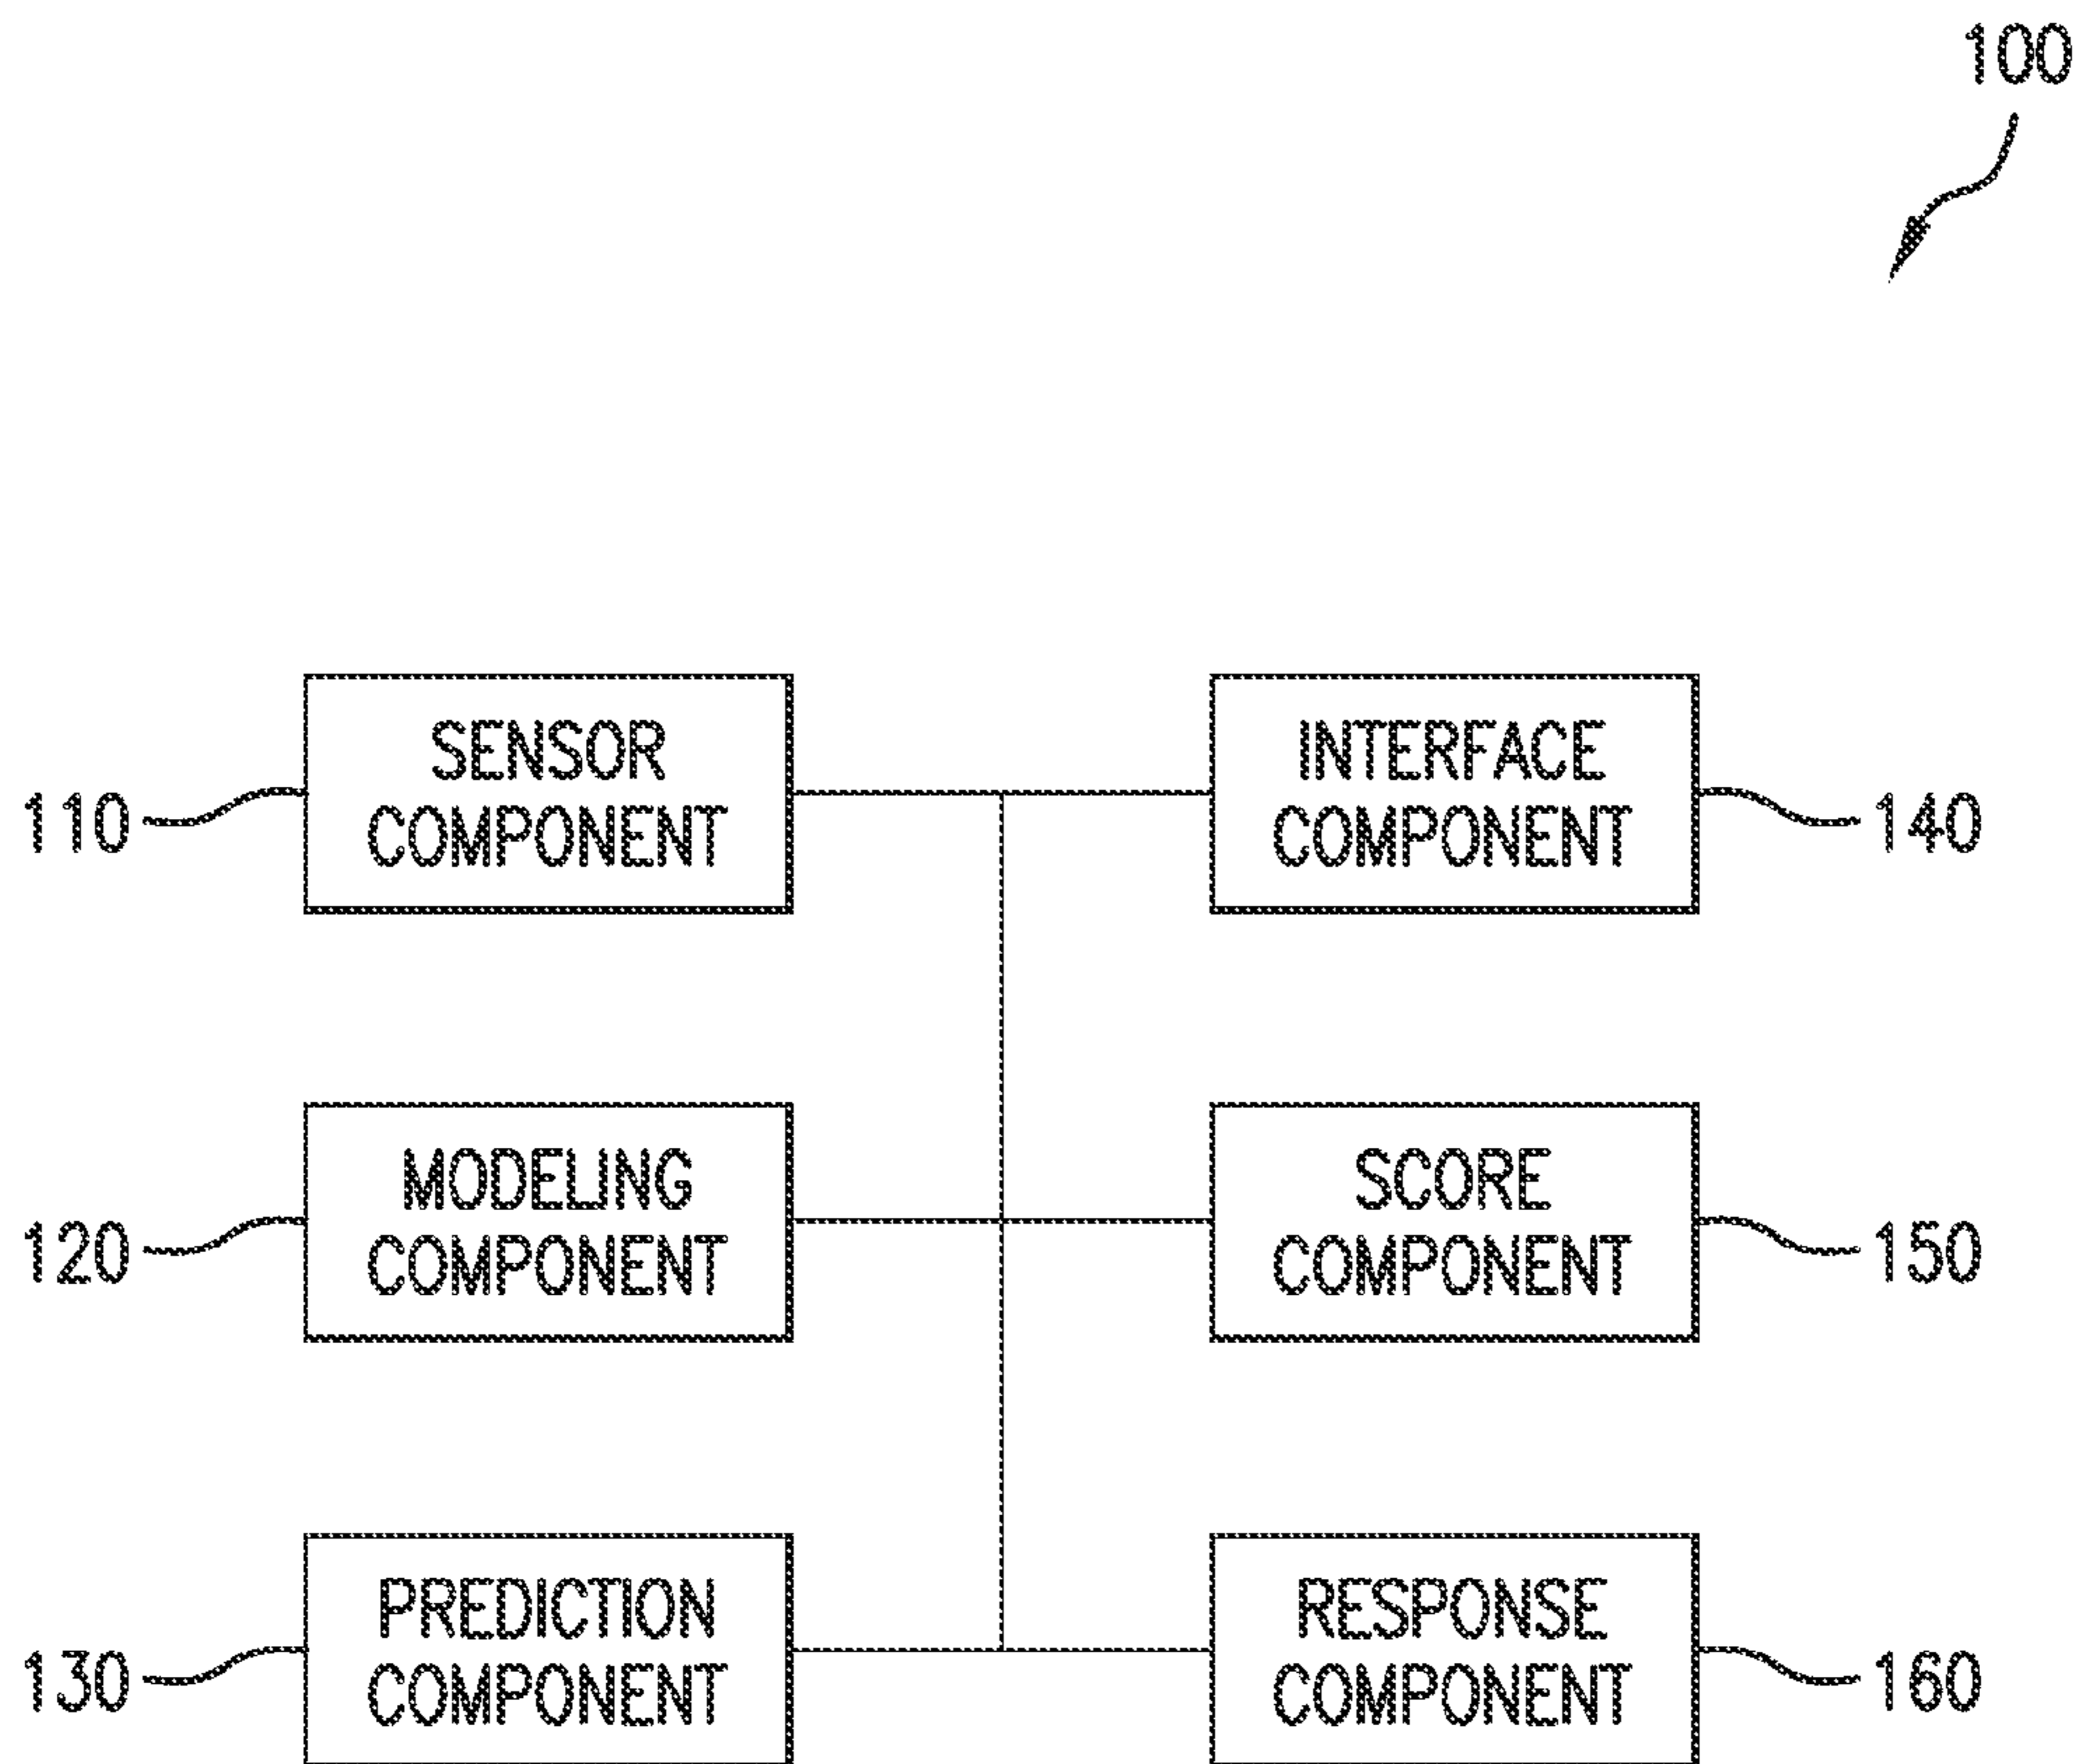 100
SENSOR
COMPONENT
110
INTERFACE
COMPONENT
140
MODELING
COMPONENT
120
SCORE
COMPONENT
150
PREDICTION
COMPONENT
130
RESPONSE
COMPONENT
160